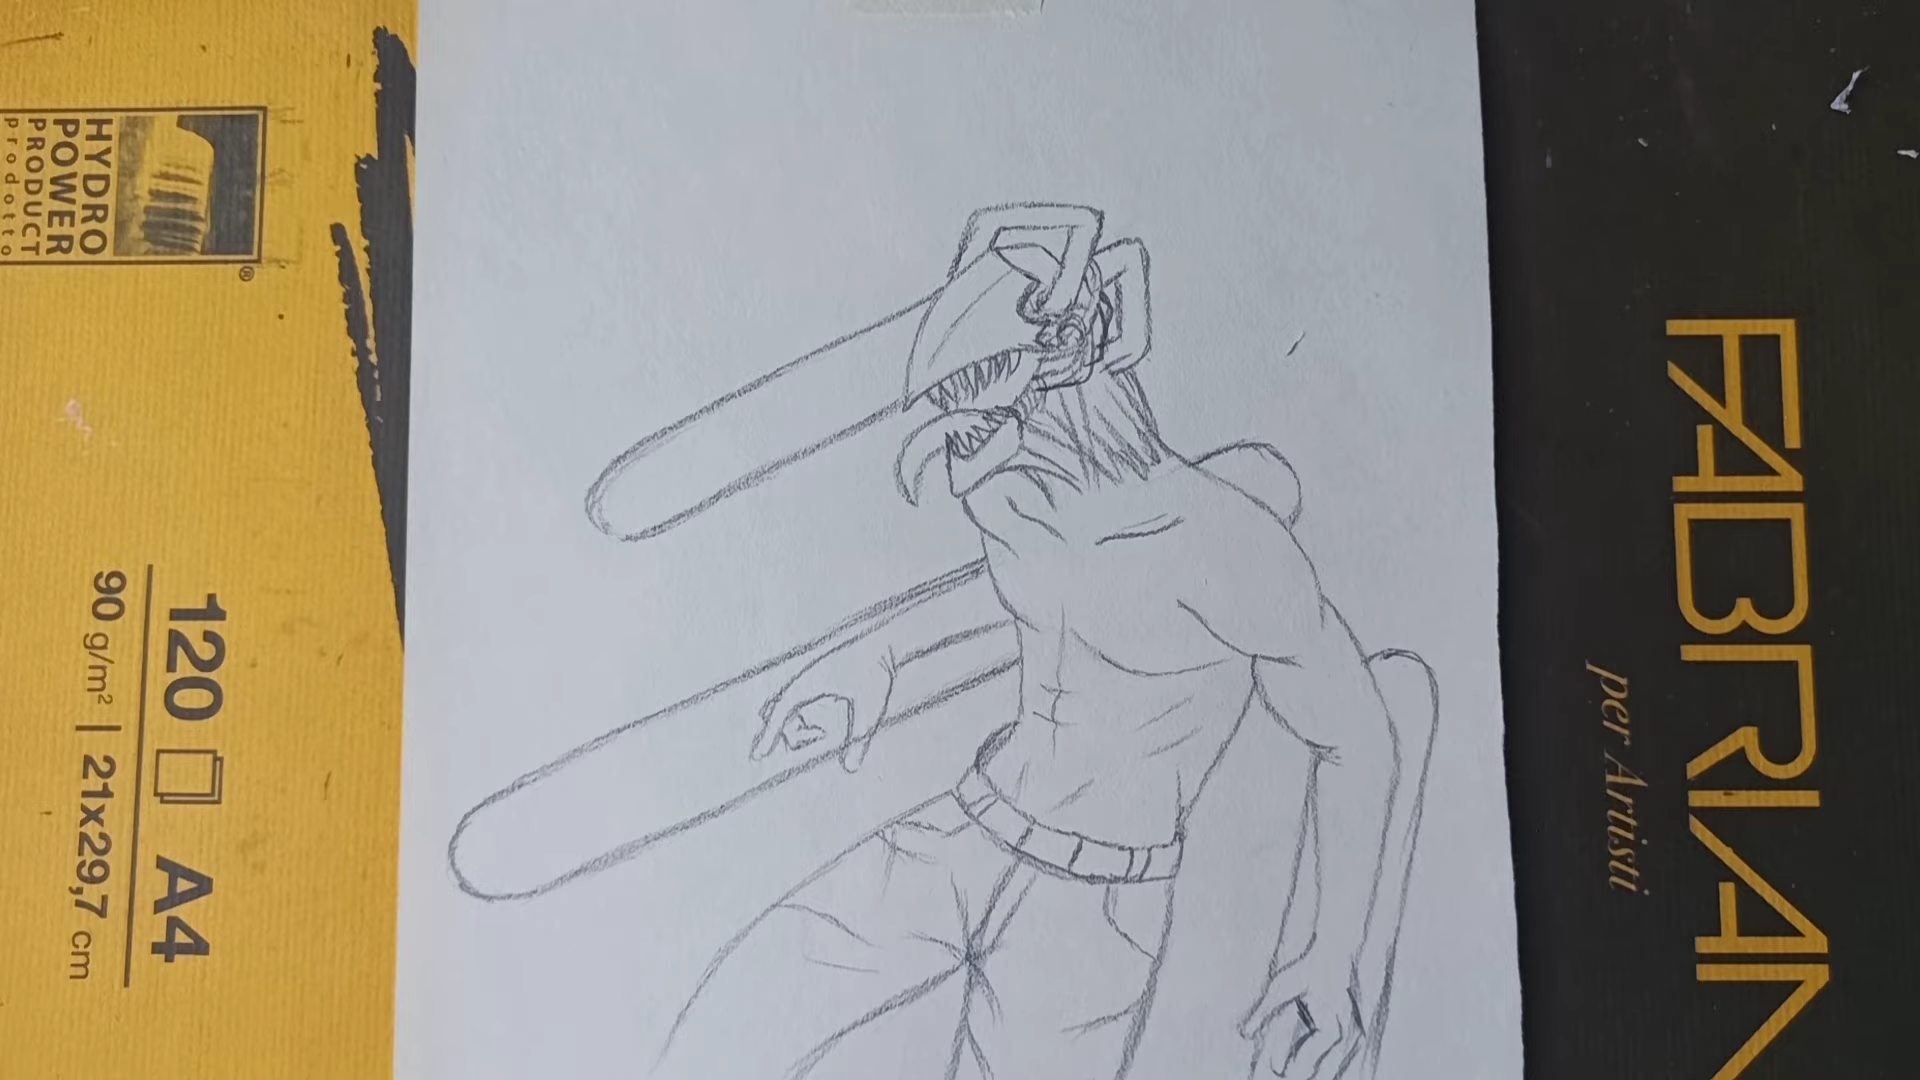 HYDRO
POWER
PRODUCT
prodotto
®
120 A4
90 g/m² | 21x29,7 cm
FABRIAN
per Artisti